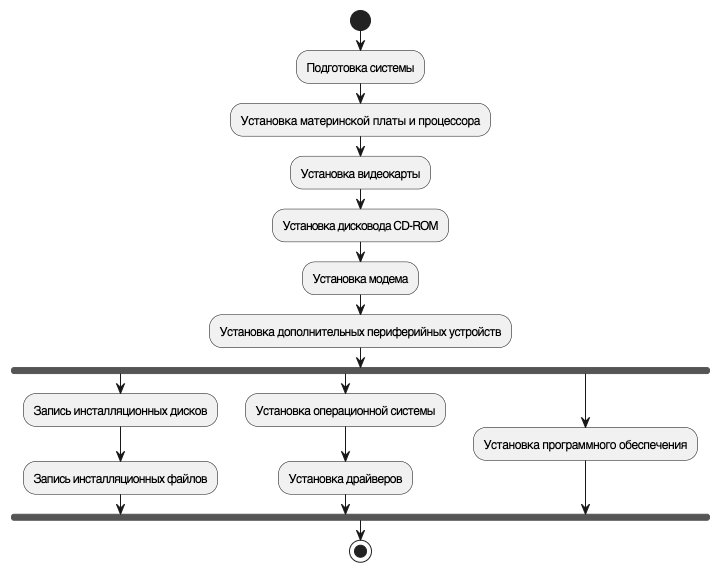 Подготовка системы
Установка материнской платы и процессора
Установка видеокарты
Установка дисковода CD-ROM
Установка модема
Установка дополнительных периферийных устройств
Запись инсталляционных дисков
Установка операционной системы
Установка программного обеспечения
Запись инсталляционных файлов
Установка драйверов